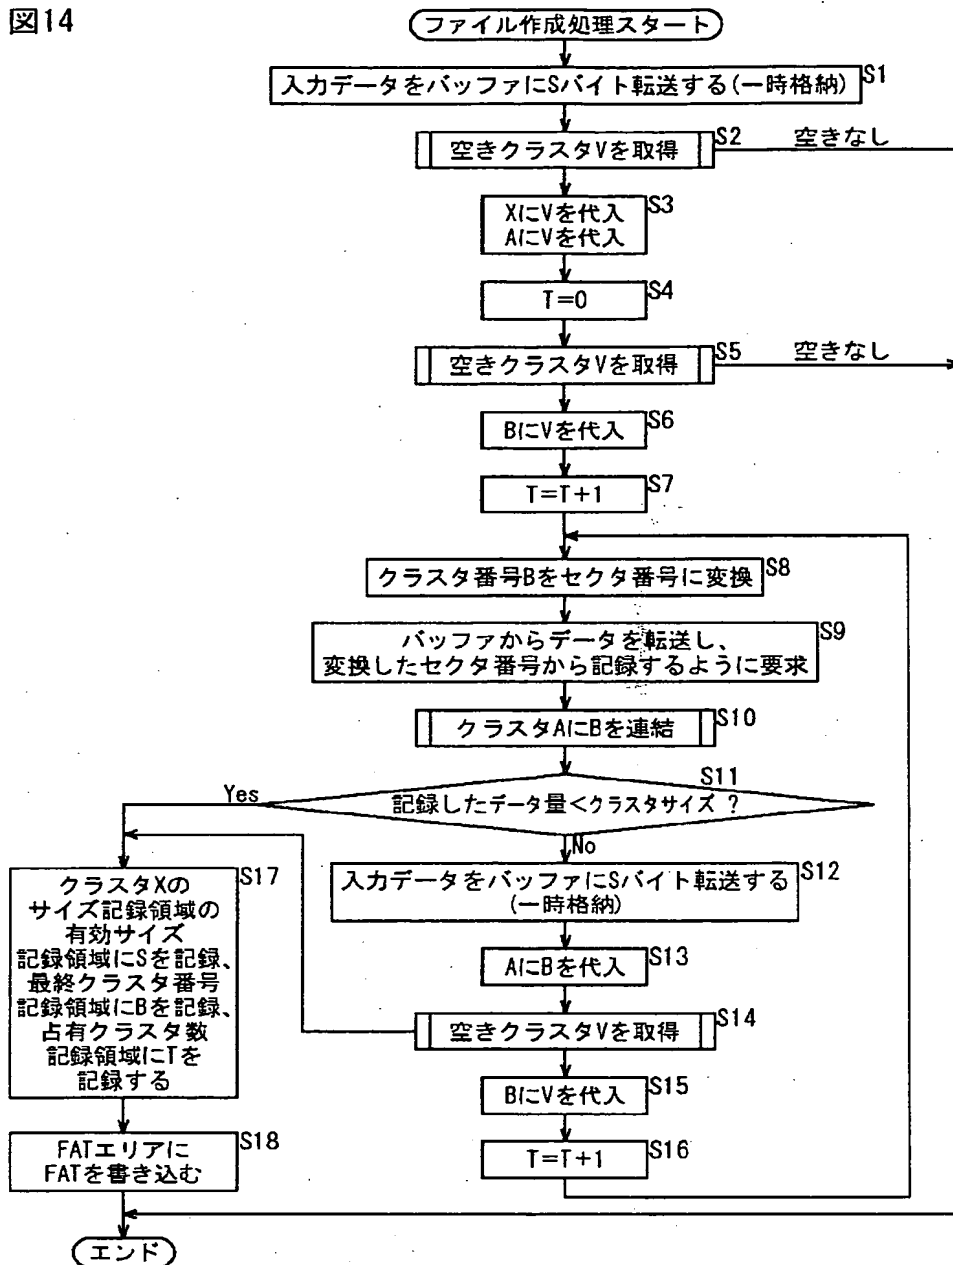 図14
ファイル作成処理スタート
入力データをバッファにSバイト転送する(一時格納)
S1
空きクラスタVを取得
S2
空きなし
XにVを代入
AにVを代入
S3
T=0
S4
空きクラスタVを取得
S5
空きなし
BにVを代入
S6
T=T+1
S7
クラスタ番号Bをセクタ番号に変換
S8
バッファからデータを転送し、
変換したセクタ番号から記録するように要求
S9
クラスタAにBを連結
S10
S11
記録したデータ量<クラスタサイズ ?
Yes
No
入力データをバッファにSバイト転送する
(一時格納)
S12
AにBを代入
S13
空きクラスタVを取得
S14
BにVを代入
S15
T=T+1
S16
クラスタXの
サイズ記録領域の
有効サイズ
記録領域にSを記録、
最終クラスタ番号
記録領域にBを記録、
占有クラスタ数
記録領域にTを
記録する
S17
FATエリアに
FATを書き込む
S18
エンド